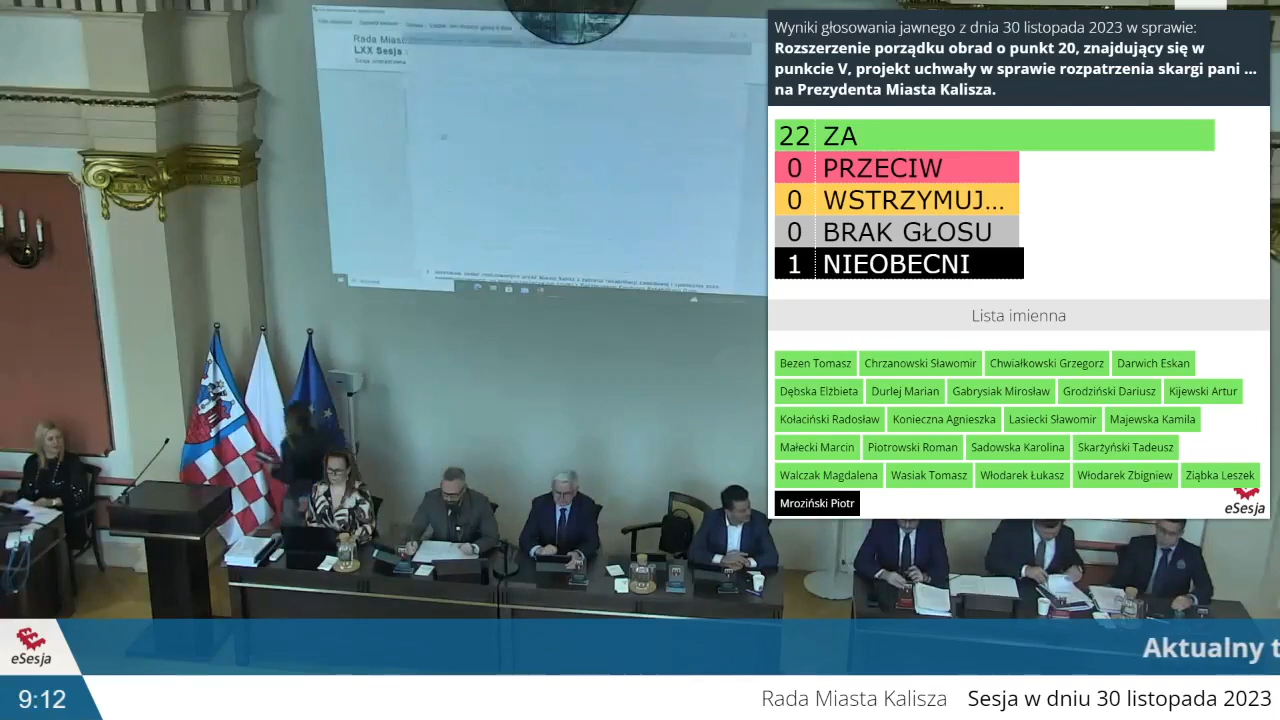 Rada Miasta
LXX Sesja
Wyniki głosowania jawnego z dnia 30 listopada 2023 w sprawie:
Rozszerzenie porządku obrad o punkt 20, znajdujący się w
punkcie V, projekt uchwały w sprawie rozpatrzenia skargi pani ...
na Prezydenta Miasta Kalisza.
22 ZA
0 PRZECIW
0 WSTRZYMUJ...
0 BRAK GŁOSU
1 NIEOBECNI
Lista imienna
Bezen Tomasz Chrzanowski Sławomir Chwiałkowski Grzegorz Darwich Eskan
Dębska Elżbieta Durlej Marian Gabrysiak Mirosław Grodziński Dariusz Kijewski Artur
Kołaciński Radosław Konieczna Agnieszka Lasiecki Sławomir Majewska Kamila
Małecki Marcin Piotrowski Roman Sadowska Karolina Skarżyński Tadeusz
Walczak Magdalena Wasiak Tomasz Włodarek Łukasz Włodarek Zbigniew Ziąbka Leszek
Mroziński Piotr
eSesja
Aktualny t
eSesja
9:12
Rada Miasta Kalisza Sesja w dniu 30 listopada 2023